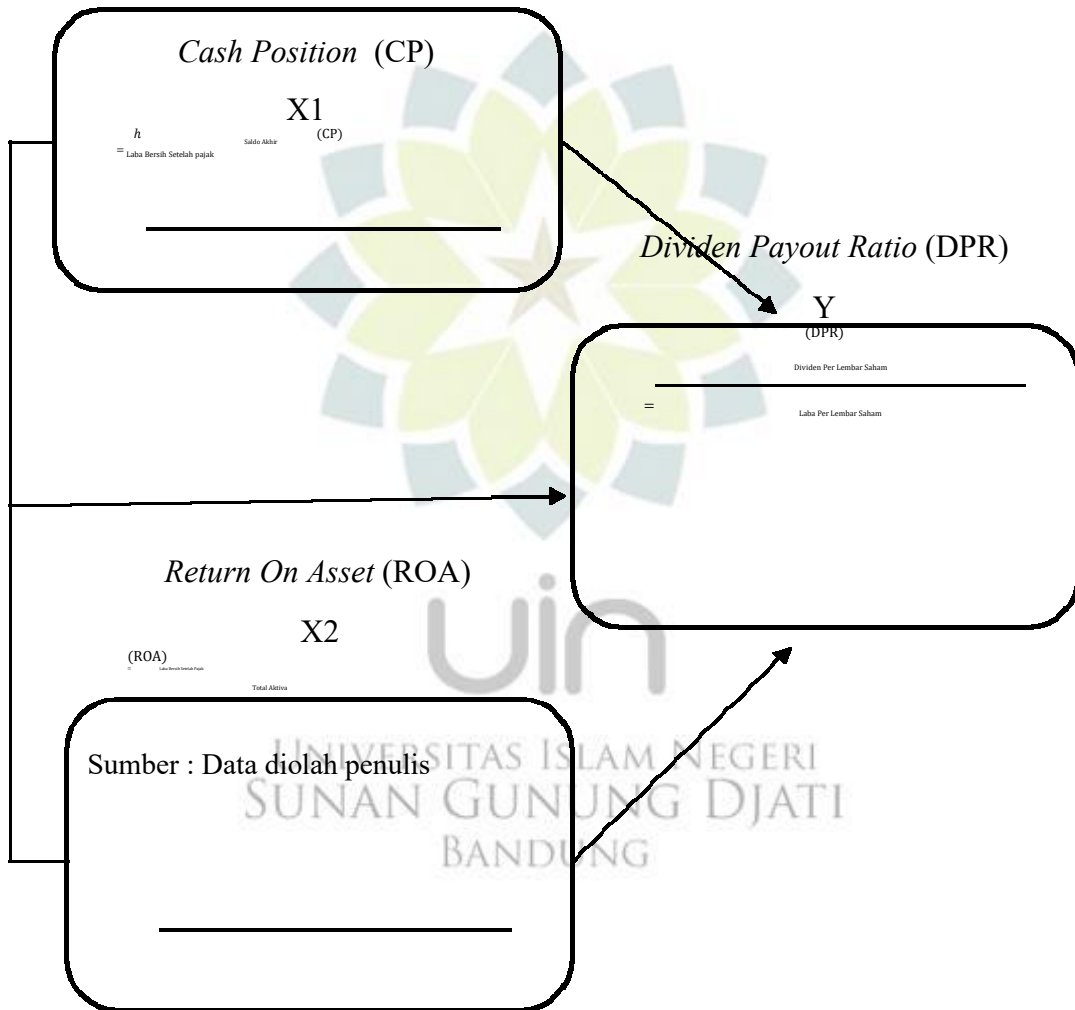 Cash Position (CP)
X1
h Saldo Akhir (CP)
= Laba Bersih Setelah pajak
Dividen Payout Ratio (DPR)
Y
(DPR)
Dividen Per Lembar Saham
=
Laba Per Lembar Saham
Return On Asset (ROA)
X2
(ROA)
= Laba Bersih Setelah Pajak
Total Aktiva
uin
UNIVERSITAS ISLAM NEGERI
Sumber : Data diolah penulis
SUNAN GUNUNG DJATI
BANDUNG